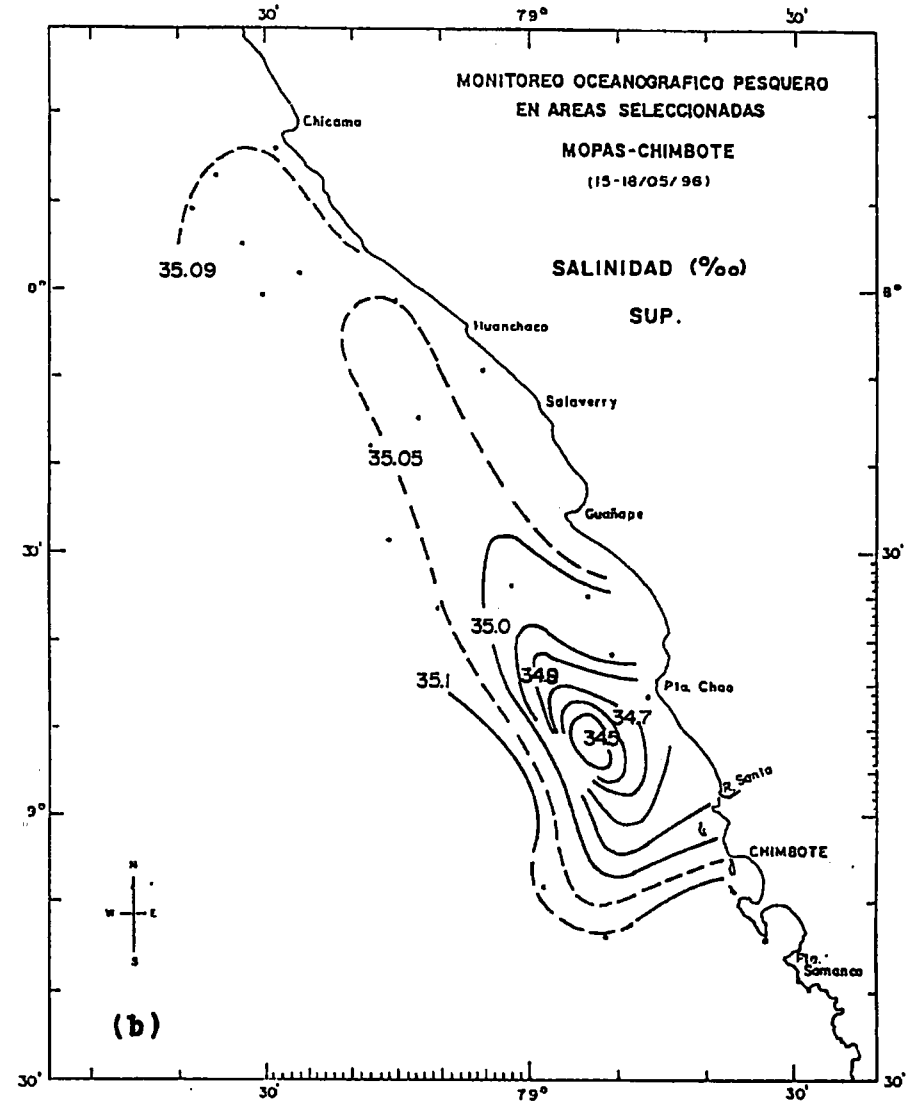 30'
79°
30'
MONITOREO OCEANOGRAFICO PESQUERO
EN AREAS SELECCIONADAS
MOPAS-CHIMBOTE
(15-18/05/96)
Chicama
SALINIDAD (‰)
SUP.
35.09
8°
8°
Huanchaco
Salaverry
35.05
Guañape
30'
30'
35.0
35.1
34.9
Pta. Chao
34.7
34.5
R. Santa
9°
CHIMBOTE
N
W
E
S
Pta.
Samanco
(b)
30'
30'
79°
30'